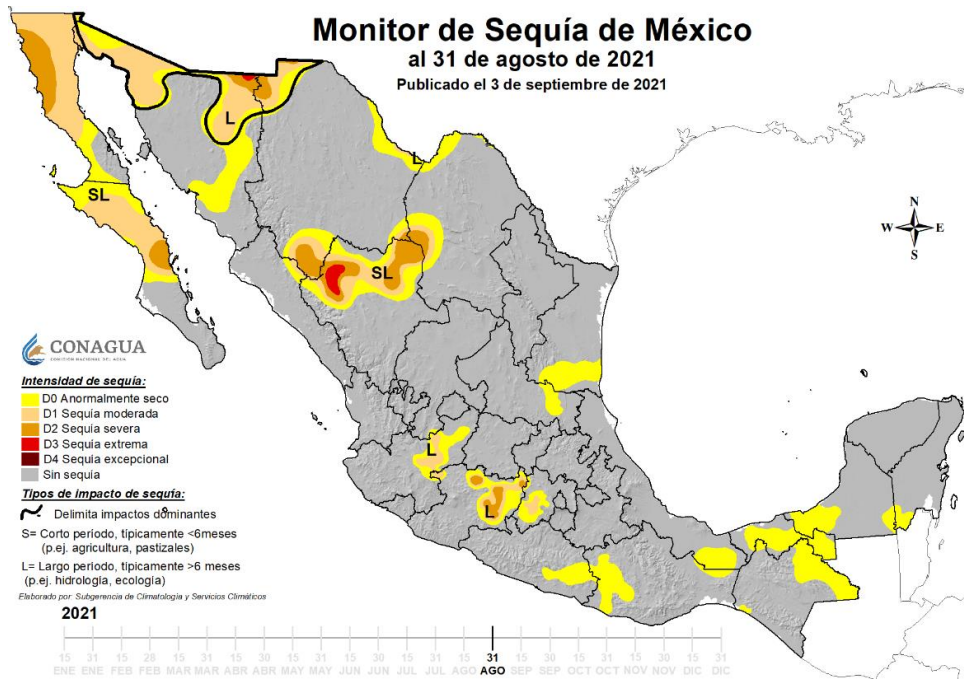 Monitor de Sequía de México
al 31 de agosto de 2021
Publicado el 3 de septiembre de 2021
N
W E
S
L
L
SL
SL
L
L
CONAGUA
COMISIÓN NACIONAL DEL AGUA
Intensidad de sequía:
D0 Anormalmente seco
D1 Sequía moderada
D2 Sequía severa
D3 Sequía extrema
D4 Sequía excepcional
Sin sequia
Tipos de impacto de sequía:
Delimita impactos dominantes
S= Corto período, típicamente <6meses
(p.ej. agricultura, pastizales)
L= Largo período, típicamente >6 meses
(p.ej. hidrología, ecología)
Elaborado por: Subgerencia de Climatología y Servicios Climáticos
2021
15 31 15 28 15 31 15 30 15 31 15 30 15 31 15 31 15 30 15 31 15 30 15 31
ENE ENE FEB FEB MAR MAR ABR ABR MAY MAY JUN JUN JUL JUL AGO AGO SEP SEP OCT OCT NOV NOV DIC DIC